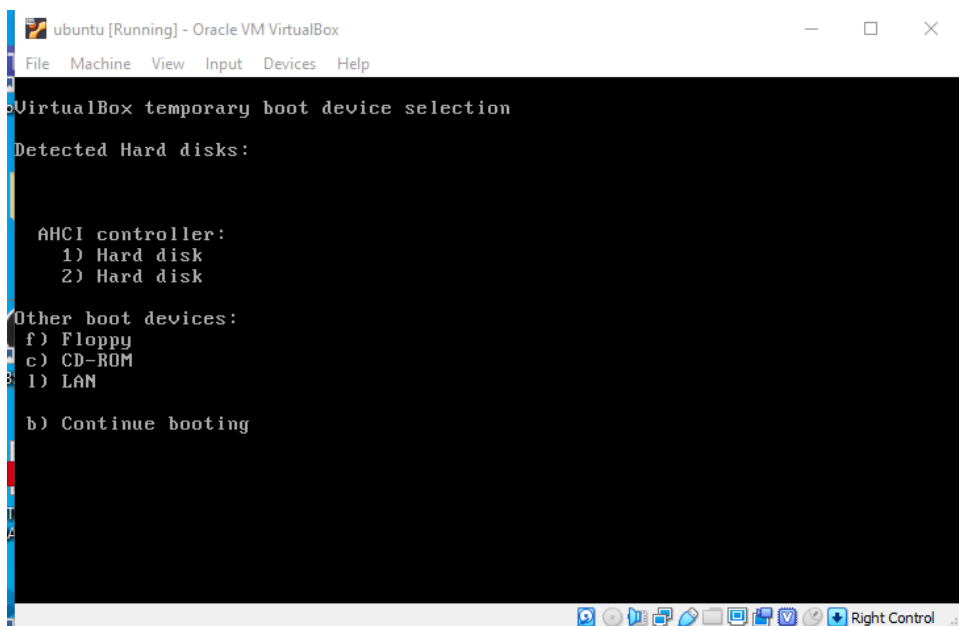 ubuntu [Running] - Oracle VM VirtualBox
File Machine View Input Devices Help
VirtualBox temporary boot device selection
Detected Hard disks:
AHCI controller:
1) Hard disk
2) Hard disk
Other boot devices:
f) Floppy
c) CD-ROM
l) LAN
b) Continue booting
Right Control